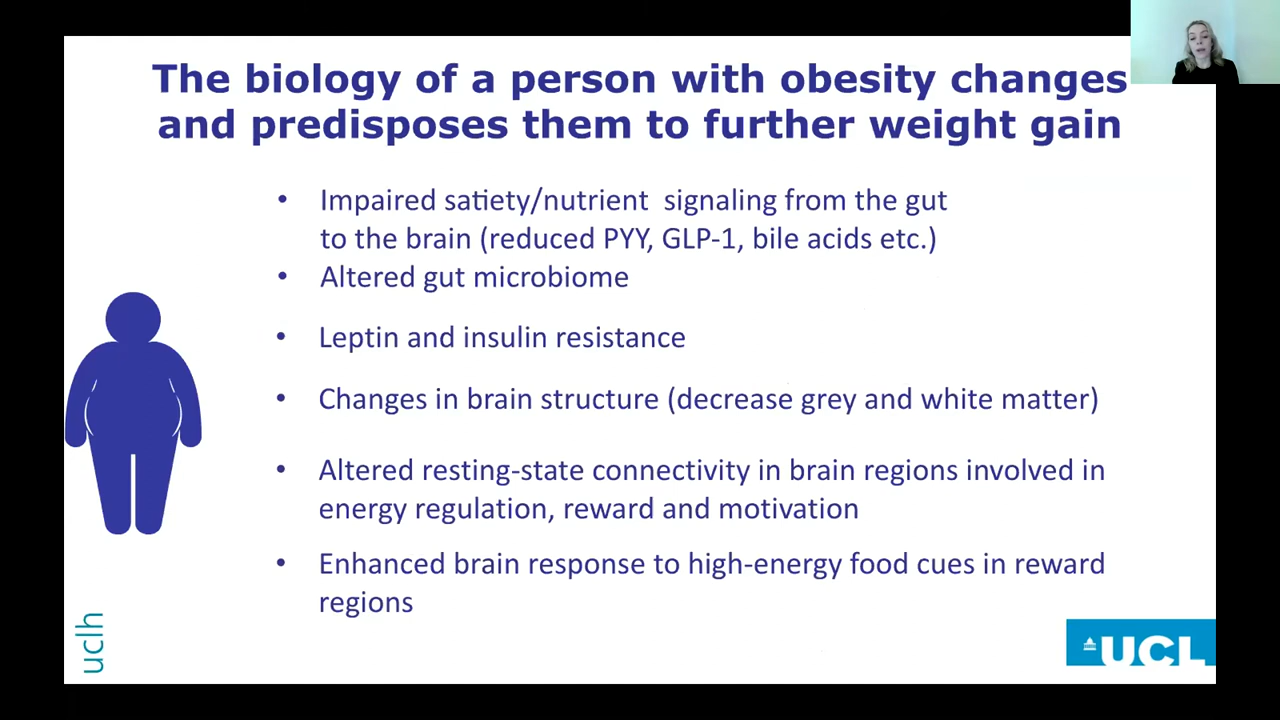 The biology of a person with obesity changes
and predisposes them to further weight gain
• Impaired satiety/nutrient signaling from the gut
to the brain (reduced PYY, GLP-1, bile acids etc.)
• Altered gut microbiome
• Leptin and insulin resistance
• Changes in brain structure (decrease grey and white matter)
• Altered resting-state connectivity in brain regions involved in
energy regulation, reward and motivation
• Enhanced brain response to high-energy food cues in reward
regions
uclh
UCL